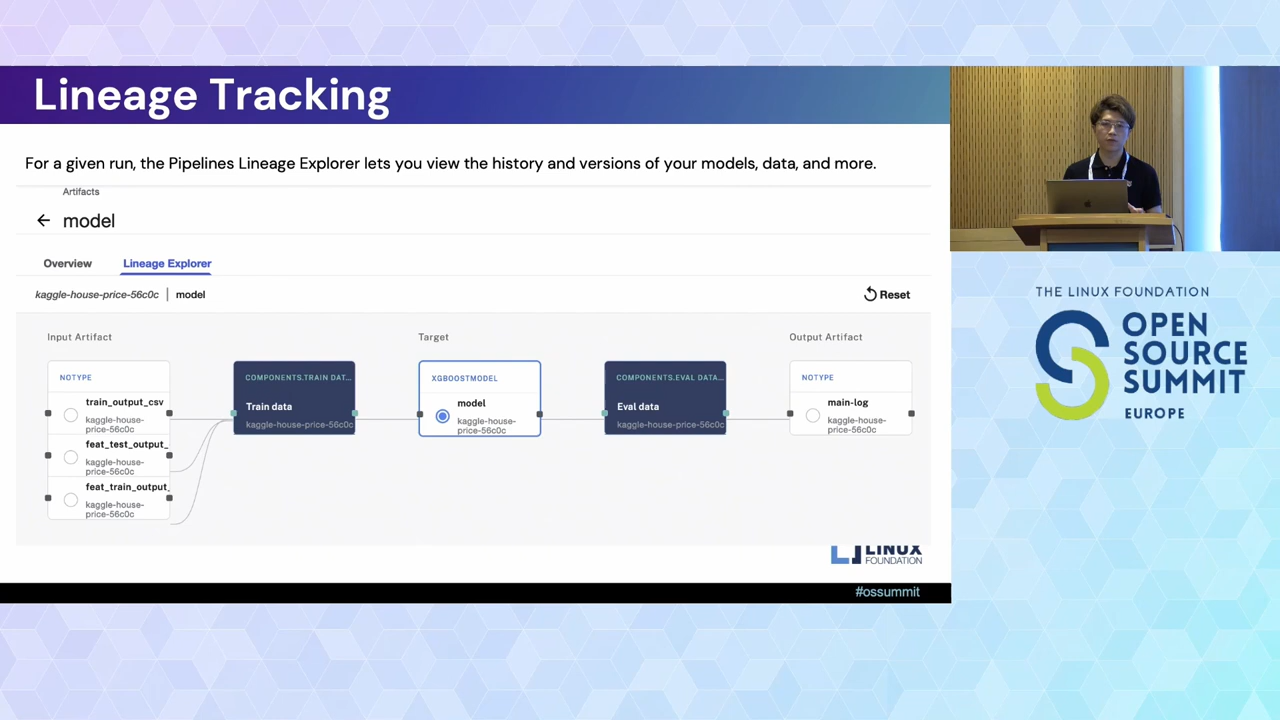 Lineage Tracking
For a given run, the Pipelines Lineage Explorer lets you view the history and versions of your models, data, and more.
Artifacts
model
Overview
Lineage Explorer
kaggle-house-price-56c0c | model
Reset
Input Artifact
Target
Output Artifact
NOTYPE
train_output_csv
kaggle-house-
price-56c0c
feat_test_output_
kaggle-house-
price-56c0c
feat_train_output_
kaggle-house-
price-56c0c
COMPONENTS.TRAIN DAT...
Train data
kaggle-house-price-56c0c
XGBOOSTMODEL
model
kaggle-house-
price-56c0c
COMPONENTS.EVAL DATA...
Eval data
kaggle-house-price-56c0c
NOTYPE
main-log
kaggle-house-
price-56c0c
LINUX
FOUNDATION
#ossummit
THE LINUX FOUNDATION
OPEN
SOURCE
SUMMIT
EUROPE